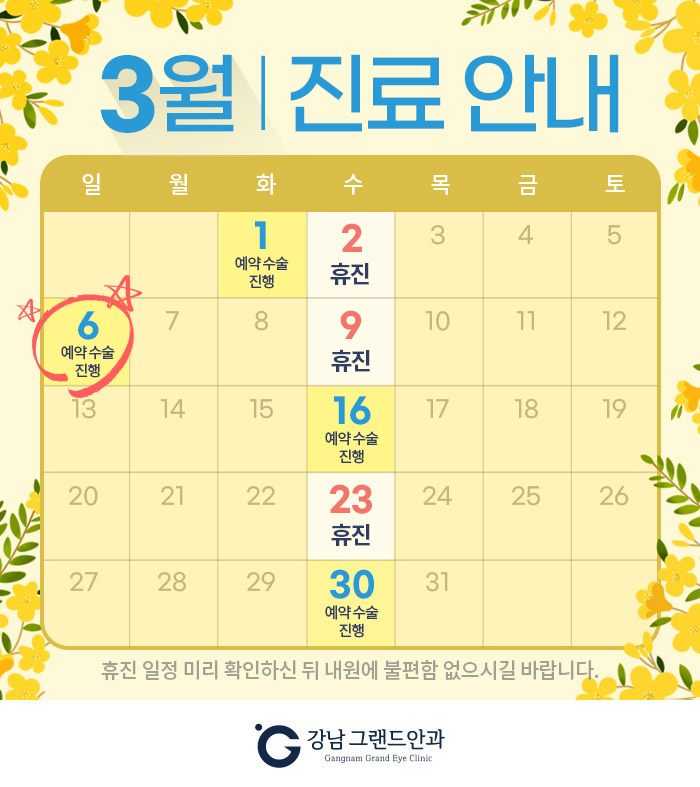 3월 | 진료 안내
일 월 화 수 목 금 토
1 2 3 4 5
예약 수술
진행
휴진
6 7 8 9 10 11 12
예약 수술
진행
휴진
13 14 15 16 17 18 19
예약 수술
진행
20 21 22 23 24 25 26
휴진
27 28 29 30 31
예약 수술
진행
휴진 일정 미리 확인하신 뒤 내원에 불편함 없으시길 바랍니다.
강남 그랜드안과
Gangnam Grand Eye Clinic